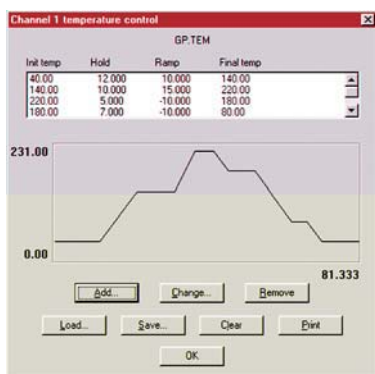 Channel 1 temperature control
GP.TEM
Init temp Hold Ramp Final temp
40.00 12.000 10.000 140.00
140.00 10.000 15.000 220.00
220.00 5.000 -10.000 180.00
180.00 7.000 -10.000 80.00
231.00
0.00
81.333
Add... Change... Remove
Load... Save... Clear Print
OK